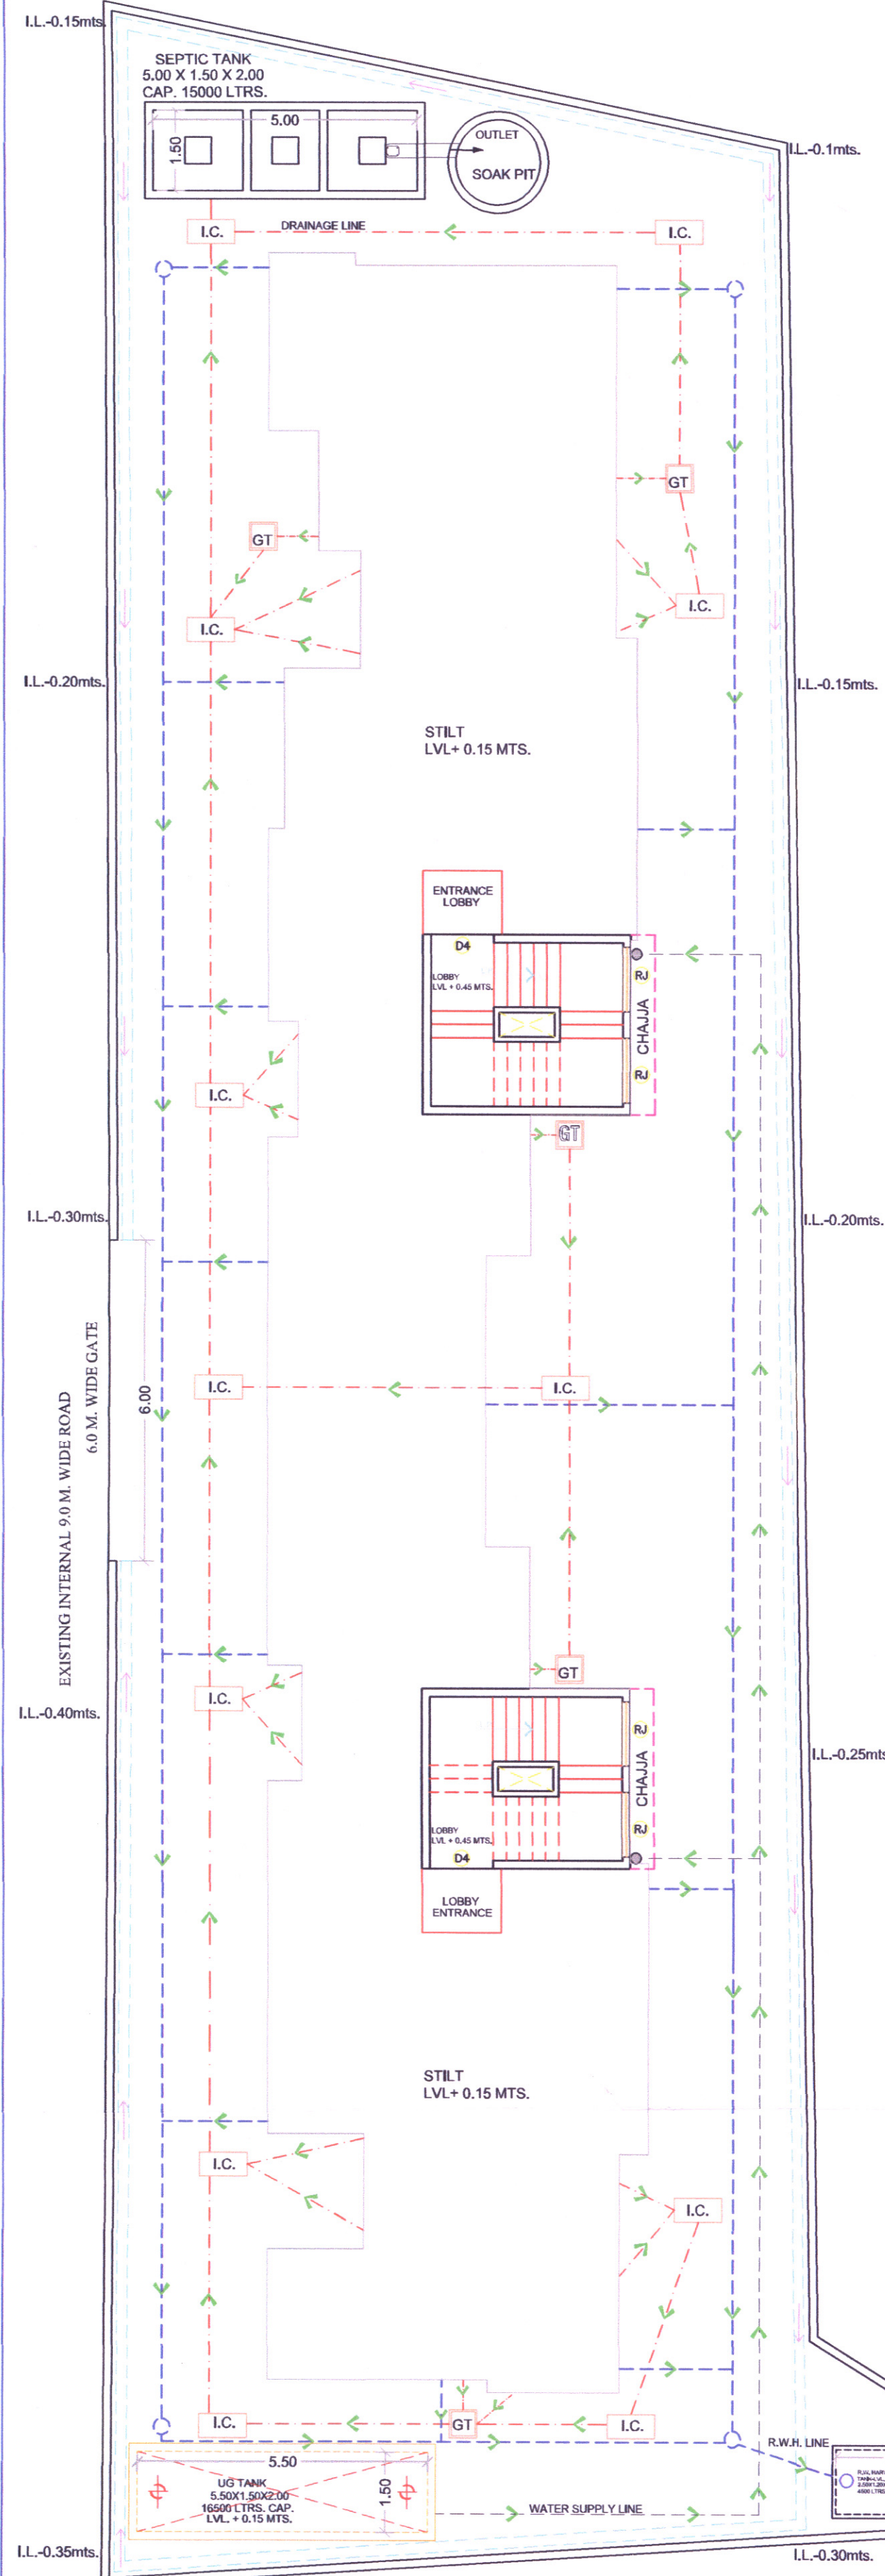 I.L.-0.15mts.
SEPTIC TANK
5.00 X 1.50 X 2.00
CAP. 15000 LTRS.
5.00
1.50
OUTLET
SOAK PIT
I.L.-0.1mts.
I.C.
DRAINAGE LINE
I.C.
GT
GT
I.C.
I.C.
I.L.-0.20mts.
I.L.-0.15mts.
STILT
LVL+ 0.15 MTS.
ENTRANCE
LOBBY
D4
LOBBY
LVL + 0.45 MTS.
RJ
CHAJJA
RJ
I.C.
GT
I.L.-0.30mts.
I.L.-0.20mts.
6.00
6.0 M. WIDE GATE
EXISTING INTERNAL 9.0 M. WIDE ROAD
I.C.
I.C.
GT
I.C.
I.L.-0.40mts.
RJ
CHAJJA
RJ
I.L.-0.25mts
LOBBY
LVL + 0.45 MTS.
D4
LOBBY
ENTRANCE
STILT
LVL+ 0.15 MTS.
I.C.
I.C.
I.C.
GT
I.C.
R.W.H. LINE
5.50
1.50
UG TANK
5.50X1.50X2.00
16500 LTRS. CAP.
LVL. + 0.15 MTS.
WATER SUPPLY LINE
I.L.-0.35mts.
I.L.-0.30mts.